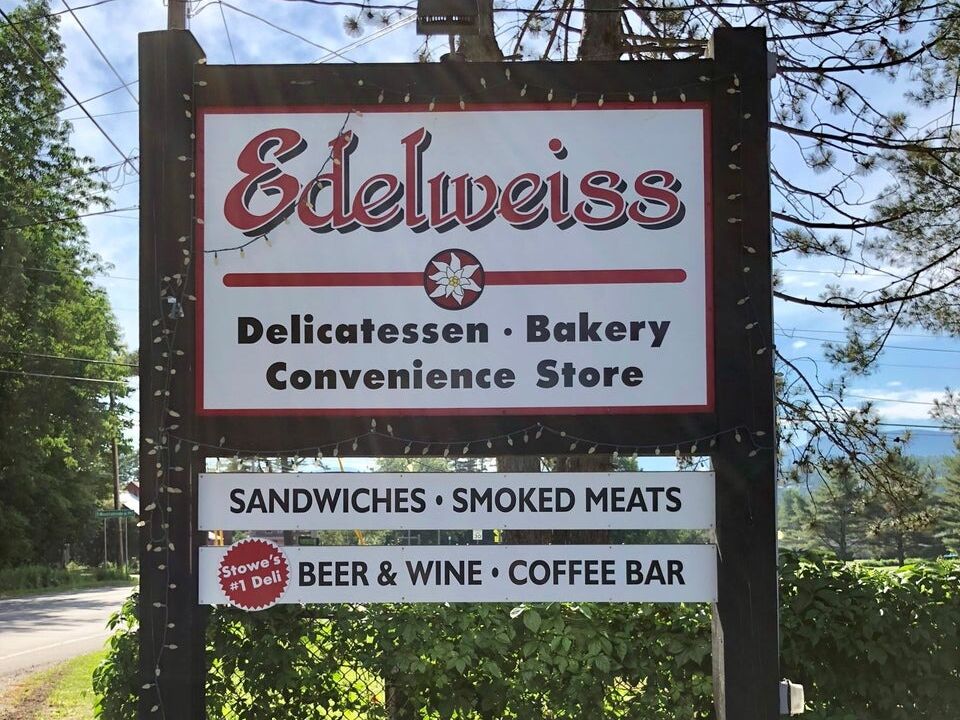 Edelweiss
Delicatessen • Bakery
Convenience Store
SANDWICHES • SMOKED MEATS
Stowe's
#1 Deli
BEER & WINE • COFFEE BAR